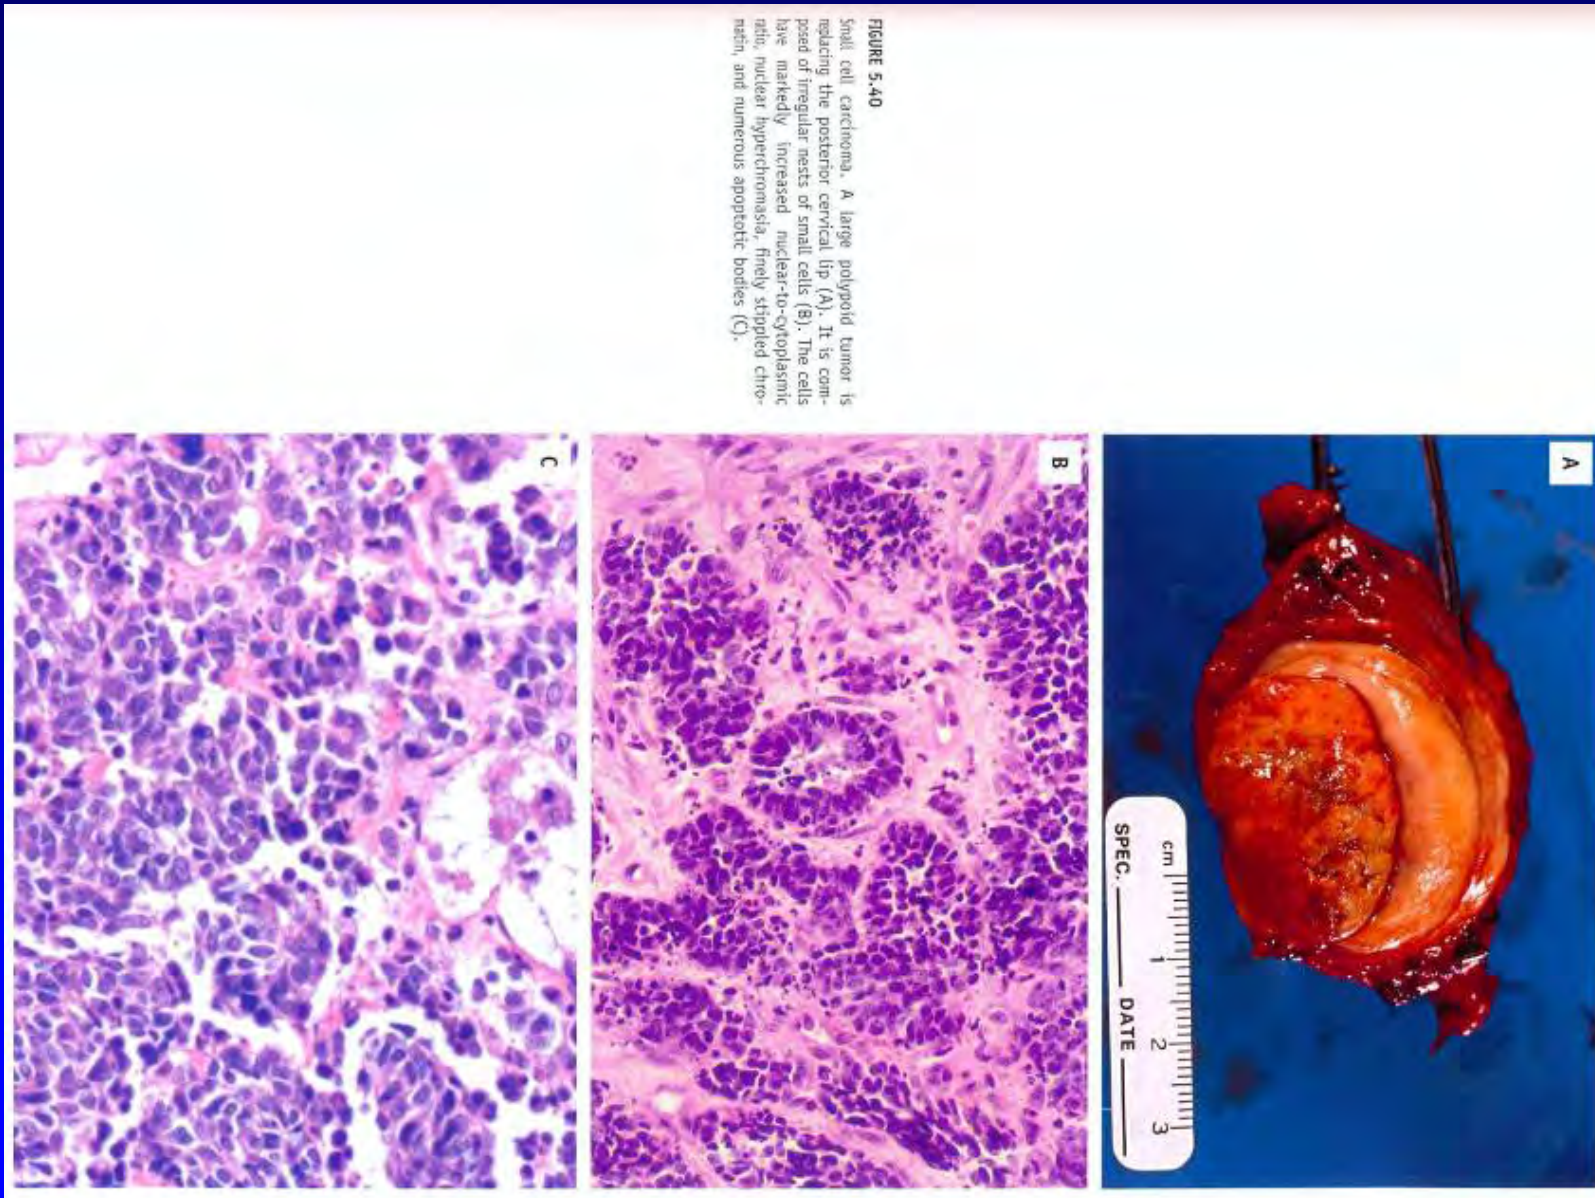 FIGURE 5.40
Small cell carcinoma. A large polypoid tumor is
replacing the posterior cervical lip (A). It is com-
posed of irregular nests of small cells (B). The cells
have markedly increased nuclear-to-cytoplasmic
ratio, nuclear hyperchromasia, finely stippled chro-
matin, and numerous apoptotic bodies (C).
A
cm 1 2 3
SPEC. DATE
B
C